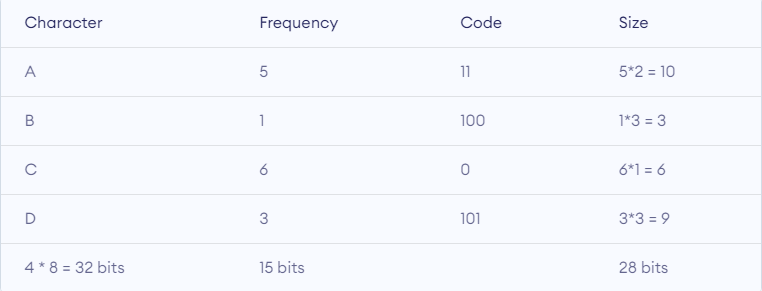 Character Frequency Code Size
A 5 11 5*2 = 10
B 1 100 1*3 = 3
C 6 0 6*1 = 6
D 3 101 3*3 = 9
4 * 8 = 32 bits 15 bits 28 bits